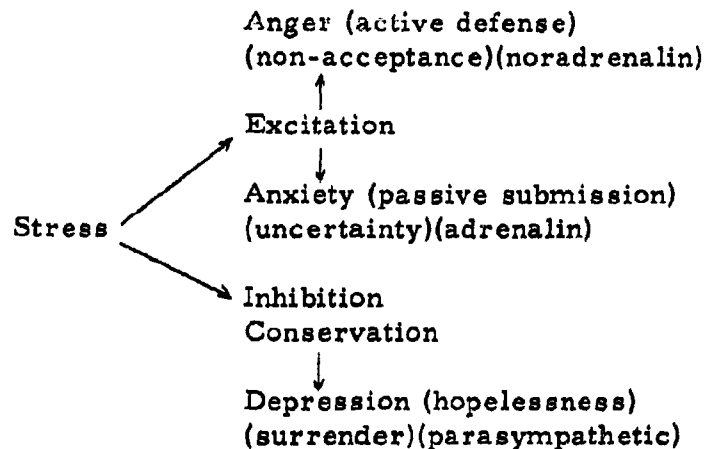 Anger (active defense)
(non-acceptance)(noradrenalin)
Excitation
Anxiety (passive submission)
(uncertainty)(adrenalin)
Stress
Inhibition
Conservation
Depression (hopelessness)
(surrender)(parasympathetic)